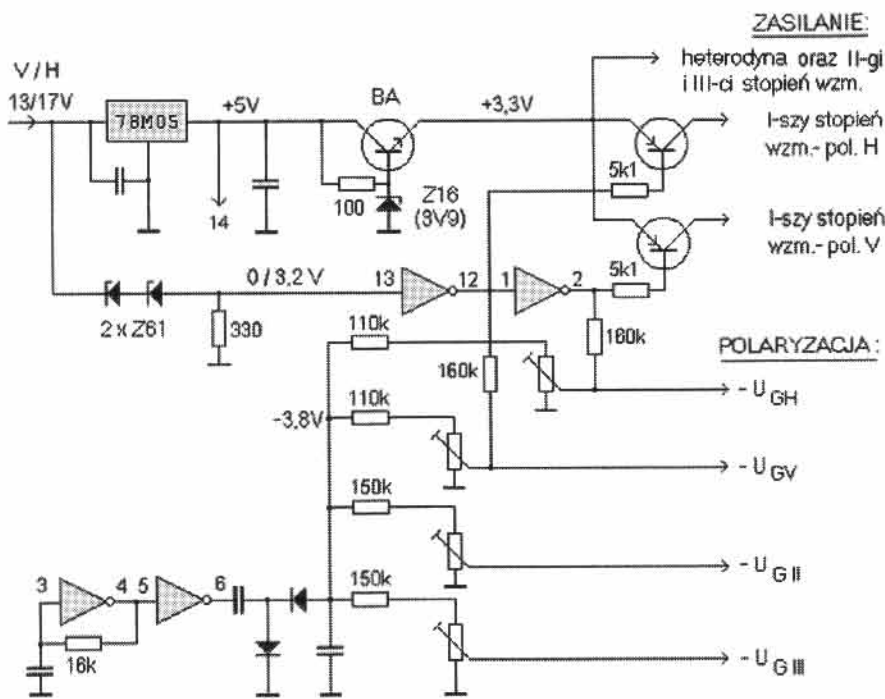 ZASILANIE:
heterodyna oraz II-gi
i III-ci stopień wzm.
V / H
13/17V
78M05
+5V
BA
+3,3V
I-szy stopień
wzm.- pol. H
5k1
100
Z16
(3V9)
14
I-szy stopień
wzm.- pol. V
0 / 3,2 V
13
12
1
2
5k1
2 x Z61
330
110k
160k
160k
POLARYZACJA :
- U GH
-3,8V
110k
- U GV
150k
- U G II
3
4
5
6
150k
16k
- U G III